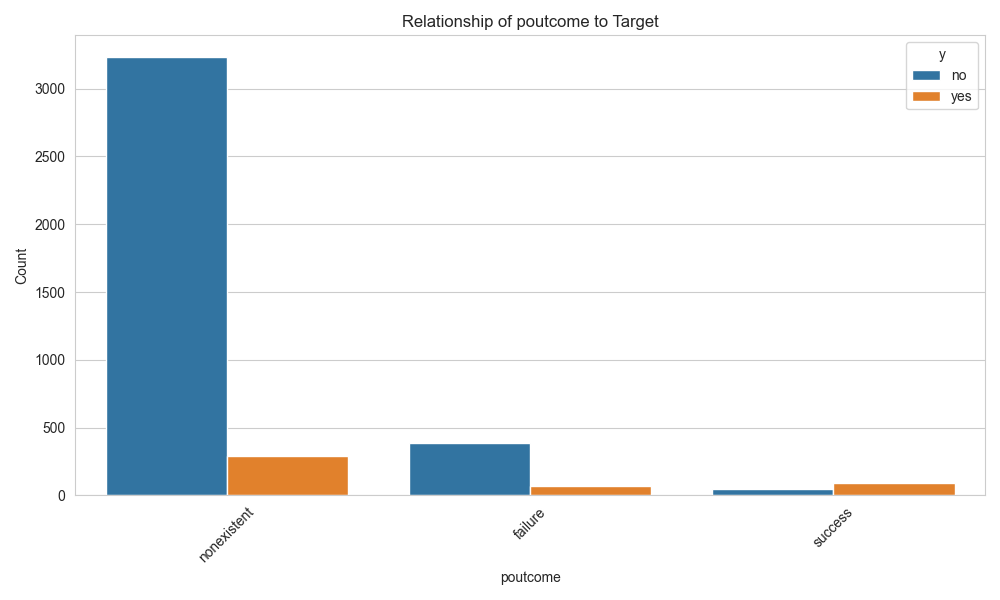 Relationship of poutcome to Target
y
no
yes
3000
2500
2000
1500
1000
500
0
Count
nonexistent
failure
success
poutcome